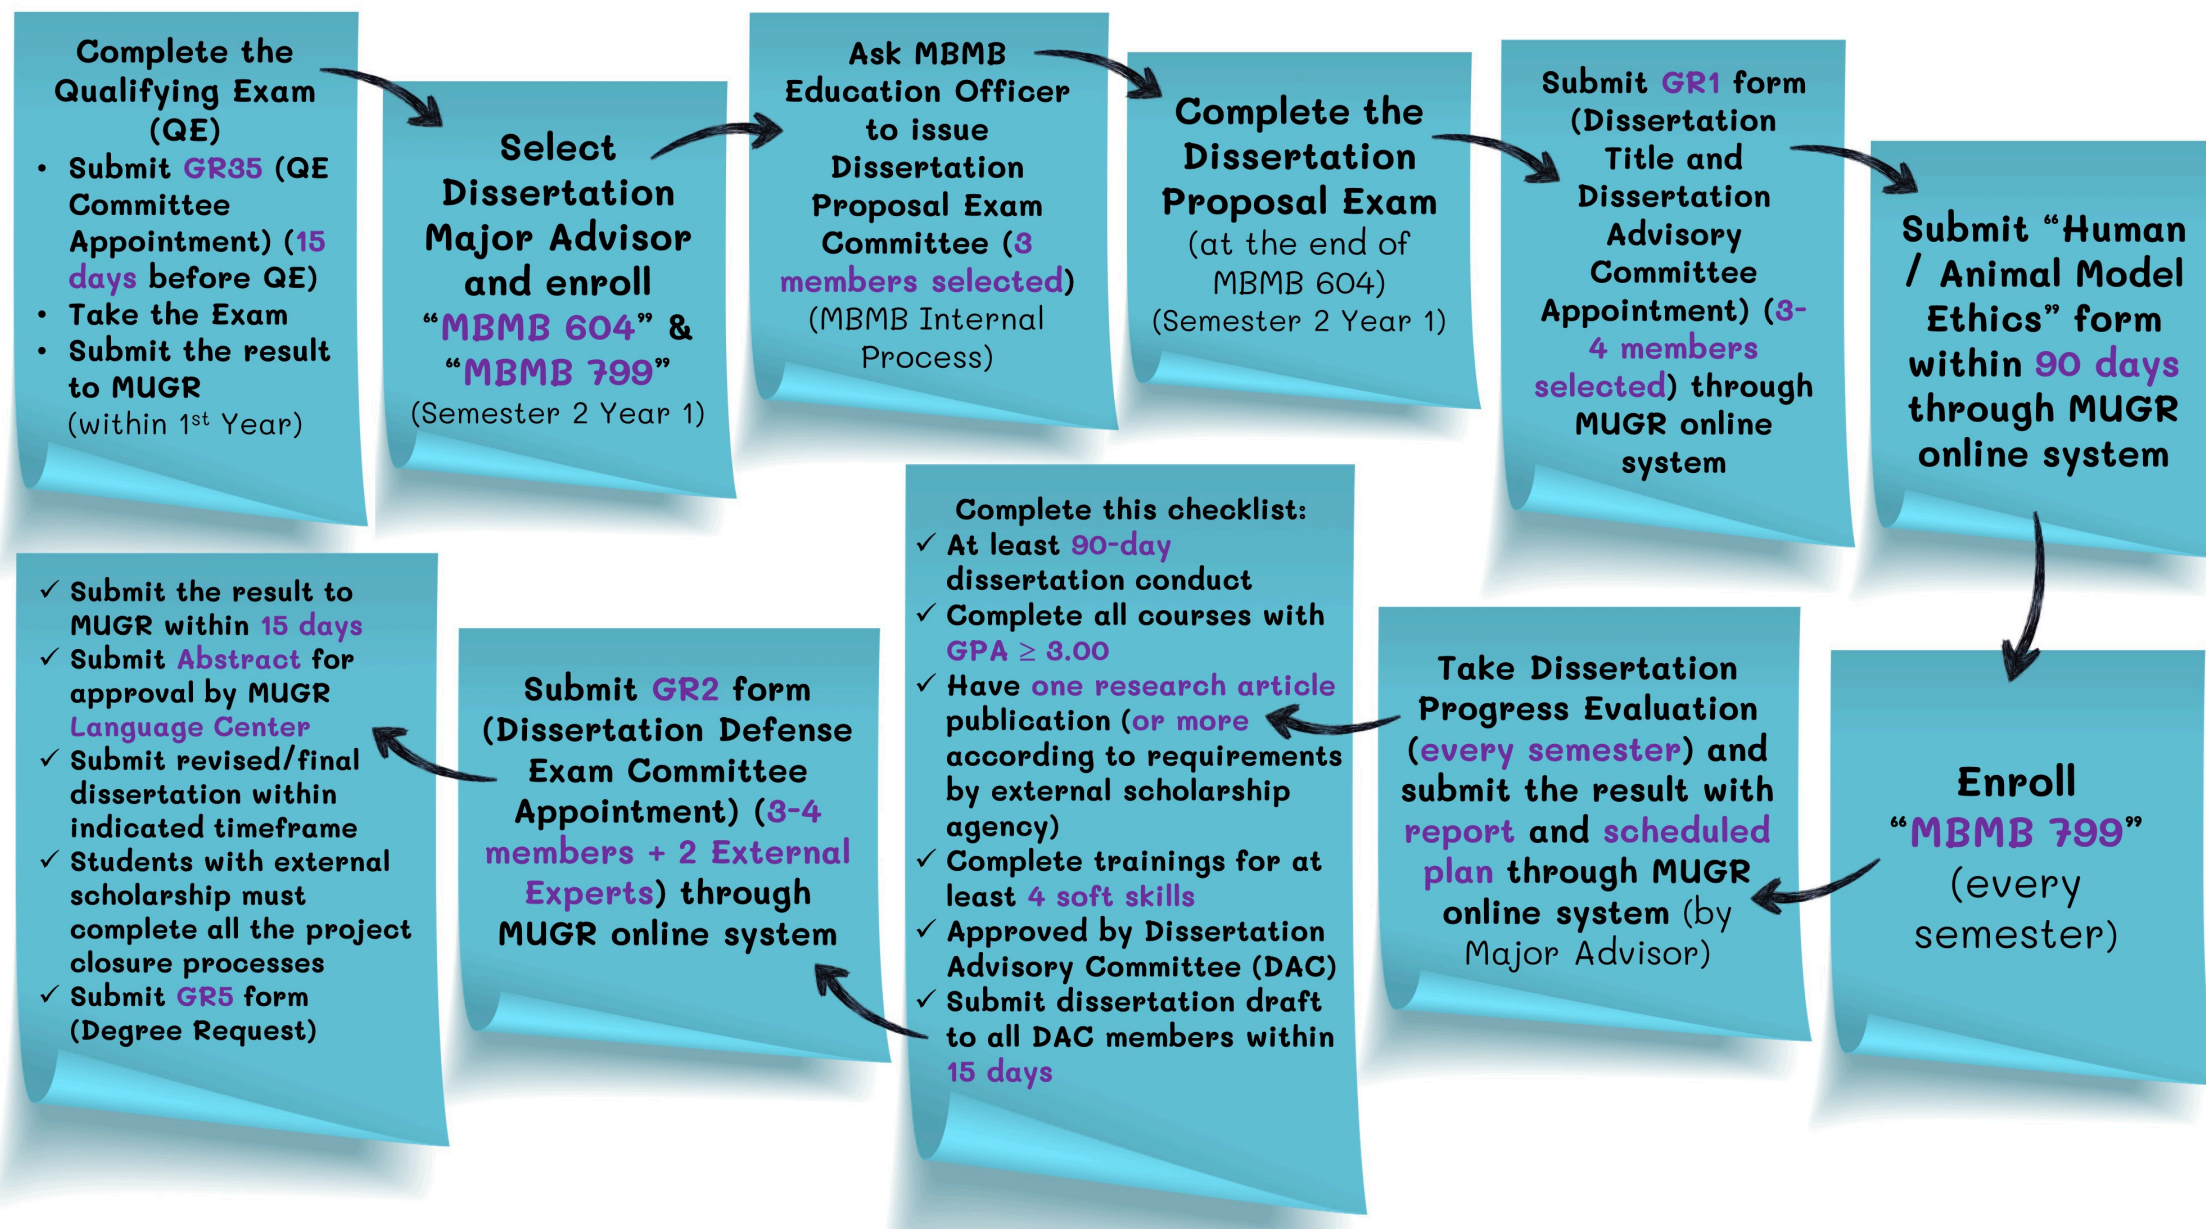 Complete the
Qualifying Exam
(QE)
• Submit GR35 (QE
Committee
Appointment) (15
days before QE)
• Take the Exam
• Submit the result
to MUGR
(within 1st Year)
Select
Dissertation
Major Advisor
and enroll
“MBMB 604” &
“MBMB 799”
(Semester 2 Year 1)
Ask MBMB
Education Officer
to issue
Dissertation
Proposal Exam
Committee (3
members selected)
(MBMB Internal
Process)
Complete the
Dissertation
Proposal Exam
(at the end of
MBMB 604)
(Semester 2 Year 1)
Submit GR1 form
(Dissertation
Title and
Dissertation
Advisory
Committee
Appointment) (3-
4 members
selected) through
MUGR online
system
Submit “Human
/ Animal Model
Ethics” form
within 90 days
through MUGR
online system
Enroll
“MBMB 799”
(every
semester)
Take Dissertation
Progress Evaluation
(every semester) and
submit the result with
report and scheduled
plan through MUGR
online system (by
Major Advisor)
Complete this checklist:
✓ At least 90-day
dissertation conduct
✓ Complete all courses with
GPA ≥ 3.00
✓ Have one research article
publication (or more
according to requirements
by external scholarship
agency)
✓ Complete trainings for at
least 4 soft skills
✓ Approved by Dissertation
Advisory Committee (DAC)
✓ Submit dissertation draft
to all DAC members within
15 days
Submit GR2 form
(Dissertation Defense
Exam Committee
Appointment) (3-4
members + 2 External
Experts) through
MUGR online system
✓ Submit the result to
MUGR within 15 days
✓ Submit Abstract for
approval by MUGR
Language Center
✓ Submit revised/final
dissertation within
indicated timeframe
✓ Students with external
scholarship must
complete all the project
closure processes
✓ Submit GR5 form
(Degree Request)